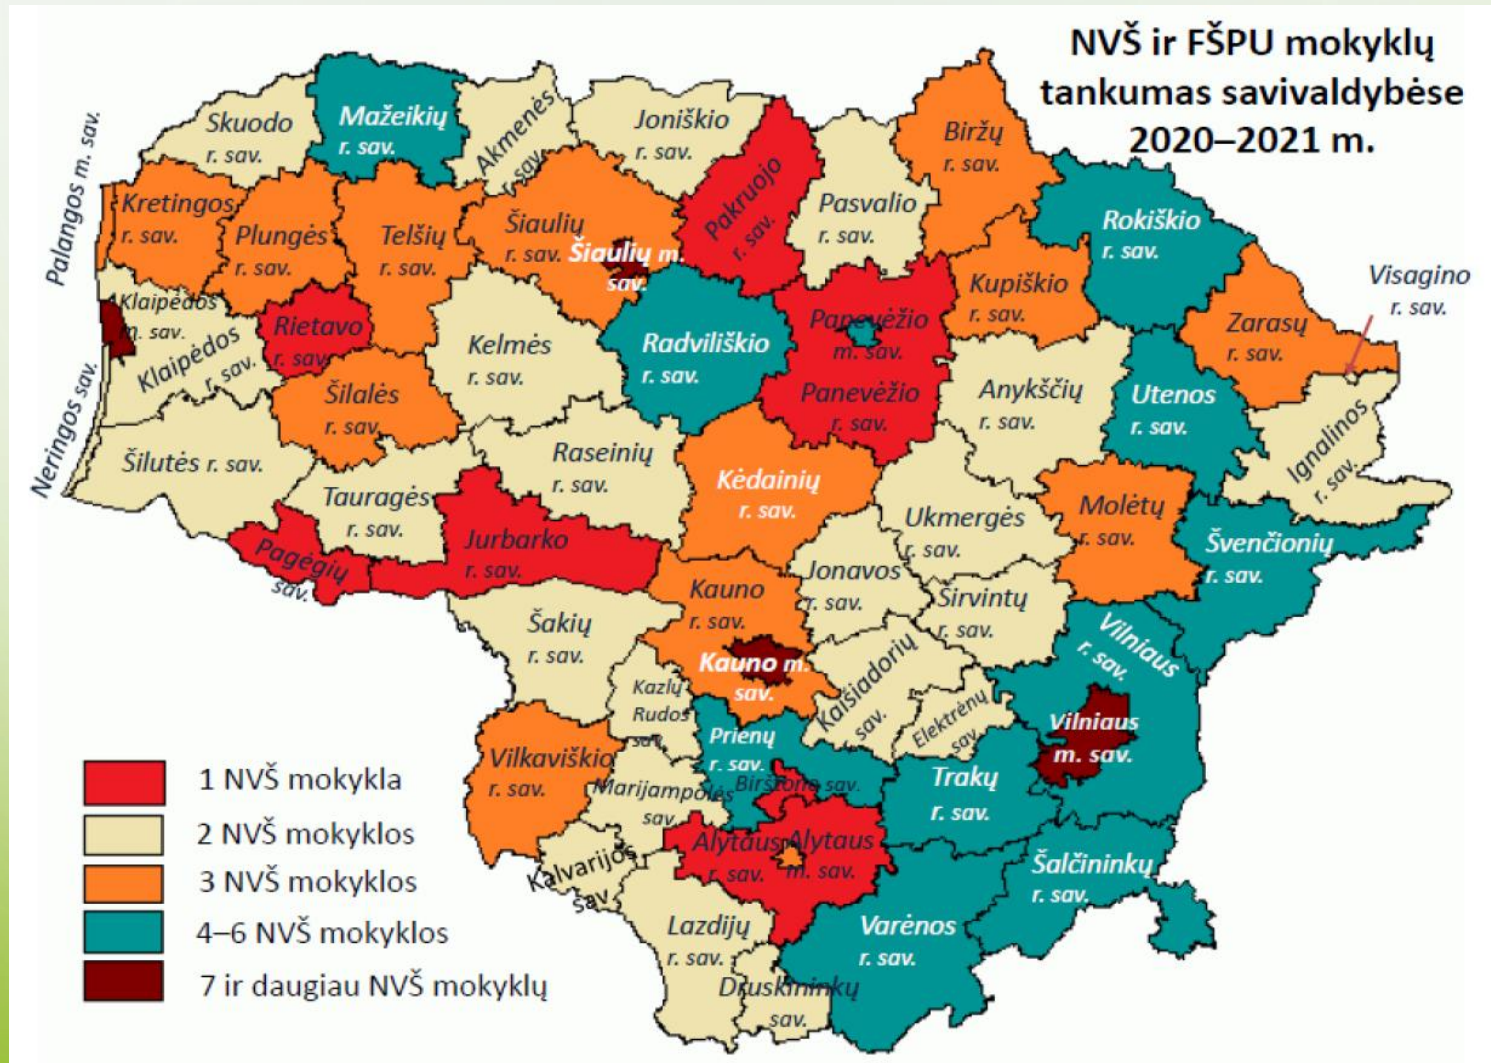 NVŠ ir FŠPU mokyklų
tankumas savivaldybėse
2020–2021 m.
Skuodo
r. sav.
Mažeikių
r. sav.
Akmenės
r. sav.
Joniškio
r. sav.
Pakruojo
r. sav.
Pasvalio
r. sav.
Biržų
r. sav.
Rokiškio
r. sav.
Palangos m. sav.
Kretingos
r. sav.
Plungės
r. sav.
Telšių
r. sav.
Šiaulių
r. sav.
Šiaulių m.
sav.
Kupiškio
r. sav.
Visagino
r. sav.
Zarasų
r. sav.
Klaipėdos
m. sav.
Klaipėdos
r. sav.
Rietavo
r. sav.
Kelmės
r. sav.
Radviliškio
r. sav.
Panevėžio
m. sav.
Panevėžio
r. sav.
Anykščių
r. sav.
Utenos
r. sav.
Ignalinos
r. sav.
Neringos sav.
Šilalės
r. sav.
Šilutės r. sav.
Tauragės
r. sav.
Raseinių
r. sav.
Kėdainių
r. sav.
Ukmergės
r. sav.
Molėtų
r. sav.
Švenčionių
r. sav.
Pagėgių
sav.
Jurbarko
r. sav.
Kauno
r. sav.
Jonavos
r. sav.
Širvintų
r. sav.
Vilniaus
r. sav.
Šakių
r. sav.
Kauno m.
sav.
Kazlų
Rudos
sav.
Kaišiadorių
r. sav.
Elektrėnų
sav.
Vilniaus
m. sav.
Vilkaviškio
r. sav.
Prienų
r. sav.
Marijampolės
sav.
Birštono sav.
Trakų
r. sav.
Kalvarijos
sav.
Alytaus
r. sav.
Alytaus
m. sav.
Šalčininkų
r. sav.
Lazdijų
r. sav.
Varėnos
r. sav.
Druskininkų
sav.
1 NVŠ mokykla
2 NVŠ mokyklos
3 NVŠ mokyklos
4–6 NVŠ mokyklos
7 ir daugiau NVŠ mokyklų